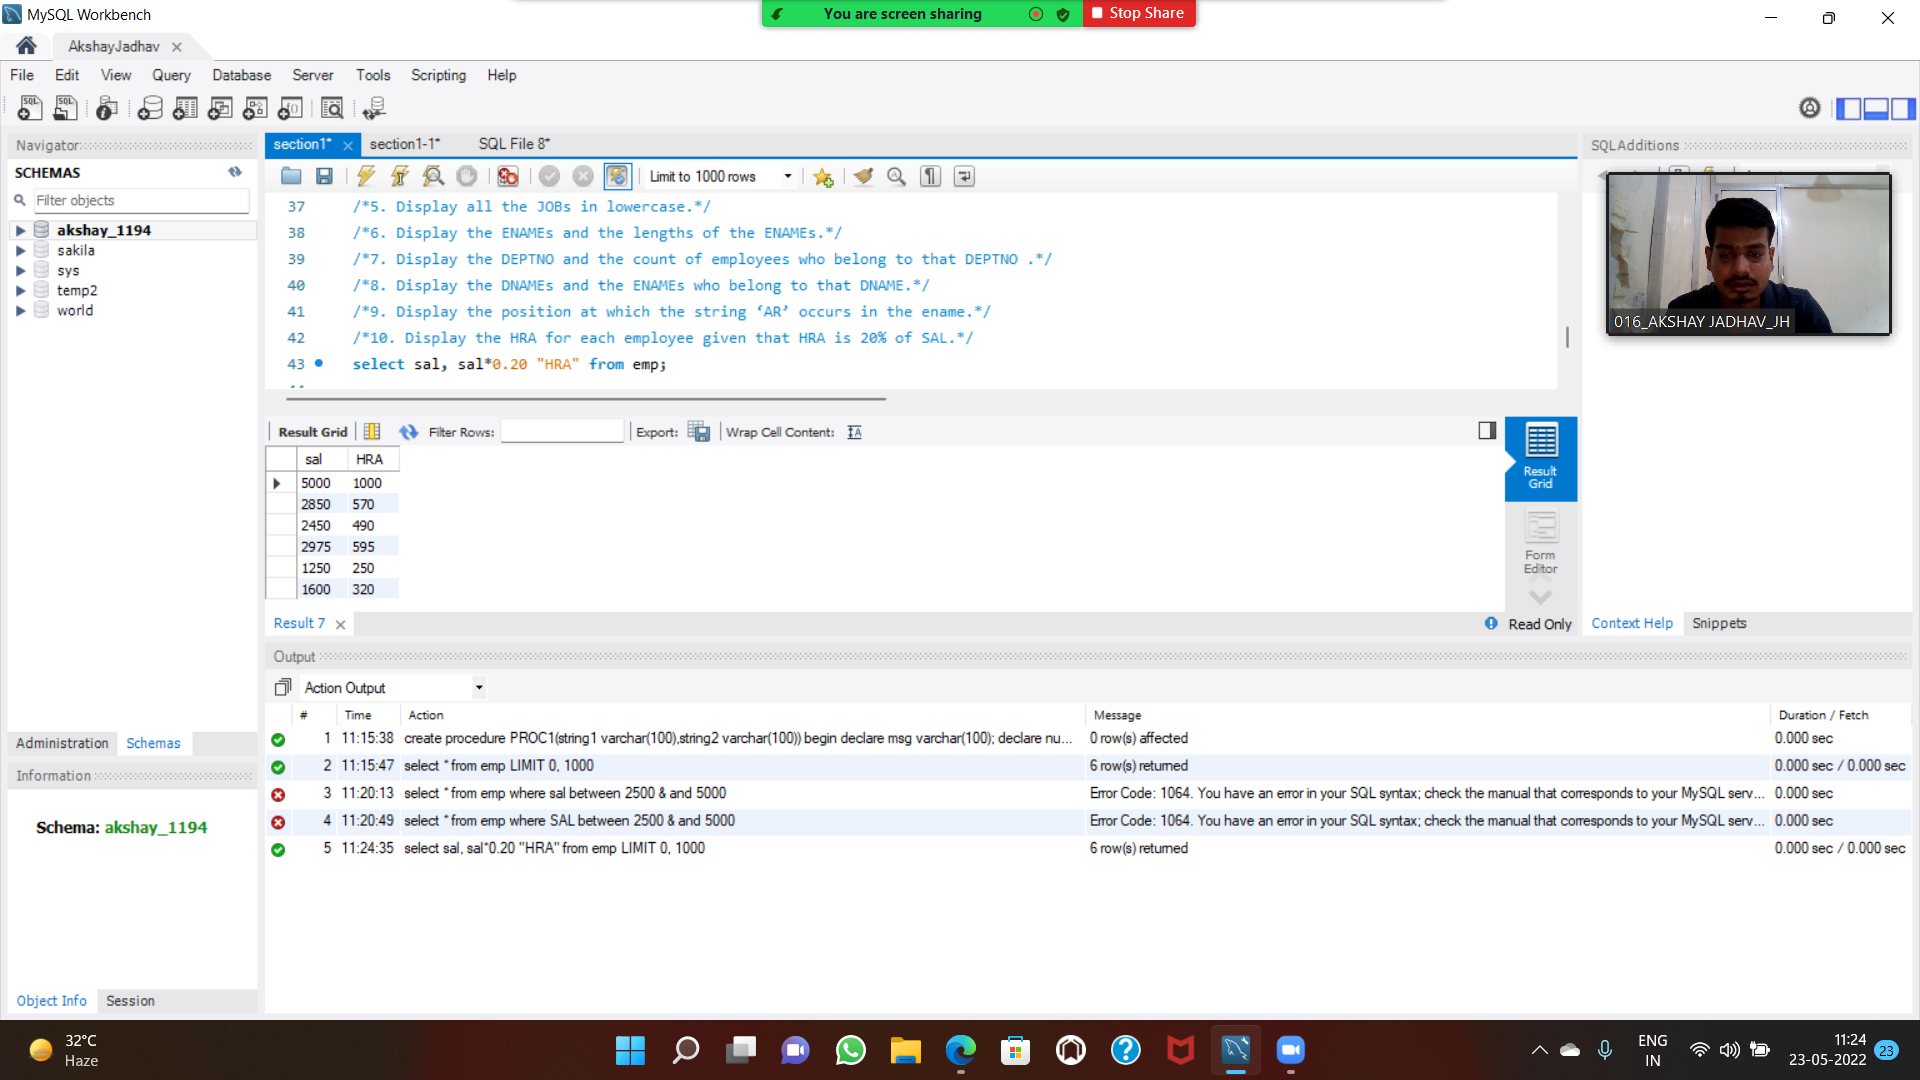 MySQL Workbench
You are screen sharing
Stop Share
AkshayJadhav
File Edit View Query Database Server Tools Scripting Help
Navigator
section1* section1-1* SQL File 8*
SQLAdditions
SCHEMAS
Limit to 1000 rows
Filter objects
akshay_1194
sakila
sys
temp2
world
37 /*5. Display all the JOBs in lowercase.*/
38 /*6. Display the ENAMEs and the lengths of the ENAMEs.*/
39 /*7. Display the DEPTNO and the count of employees who belong to that DEPTNO .*/
40 /*8. Display the DNAMEs and the ENAMEs who belong to that DNAME.*/
41 /*9. Display the position at which the string ‘AR’ occurs in the ename.*/
42 /*10. Display the HRA for each employee given that HRA is 20% of SAL.*/
43 select sal, sal*0.20 "HRA" from emp;
016_AKSHAY JADHAV_JH
Result Grid Filter Rows: Export: Wrap Cell Content:
sal HRA
5000 1000
2850 570
2450 490
2975 595
1250 250
1600 320
Result
Grid
Form
Editor
Result 7
Read Only
Context Help Snippets
Output
Action Output
# Time Action Message Duration / Fetch
1 11:15:38 create procedure PROC1(string1 varchar(100),string2 varchar(100)) begin declare msg varchar(100); declare nu... 0 row(s) affected 0.000 sec
2 11:15:47 select * from emp LIMIT 0, 1000 6 row(s) returned 0.000 sec / 0.000 sec
3 11:20:13 select * from emp where sal between 2500 & and 5000 Error Code: 1064. You have an error in your SQL syntax; check the manual that corresponds to your MySQL serv... 0.000 sec
4 11:20:49 select * from emp where SAL between 2500 & and 5000 Error Code: 1064. You have an error in your SQL syntax; check the manual that corresponds to your MySQL serv... 0.000 sec
5 11:24:35 select sal, sal*0.20 "HRA" from emp LIMIT 0, 1000 6 row(s) returned 0.000 sec / 0.000 sec
Administration Schemas
Information
Schema: akshay_1194
Object Info Session
32°C
Haze
ENG
IN
11:24
23-05-2022
23